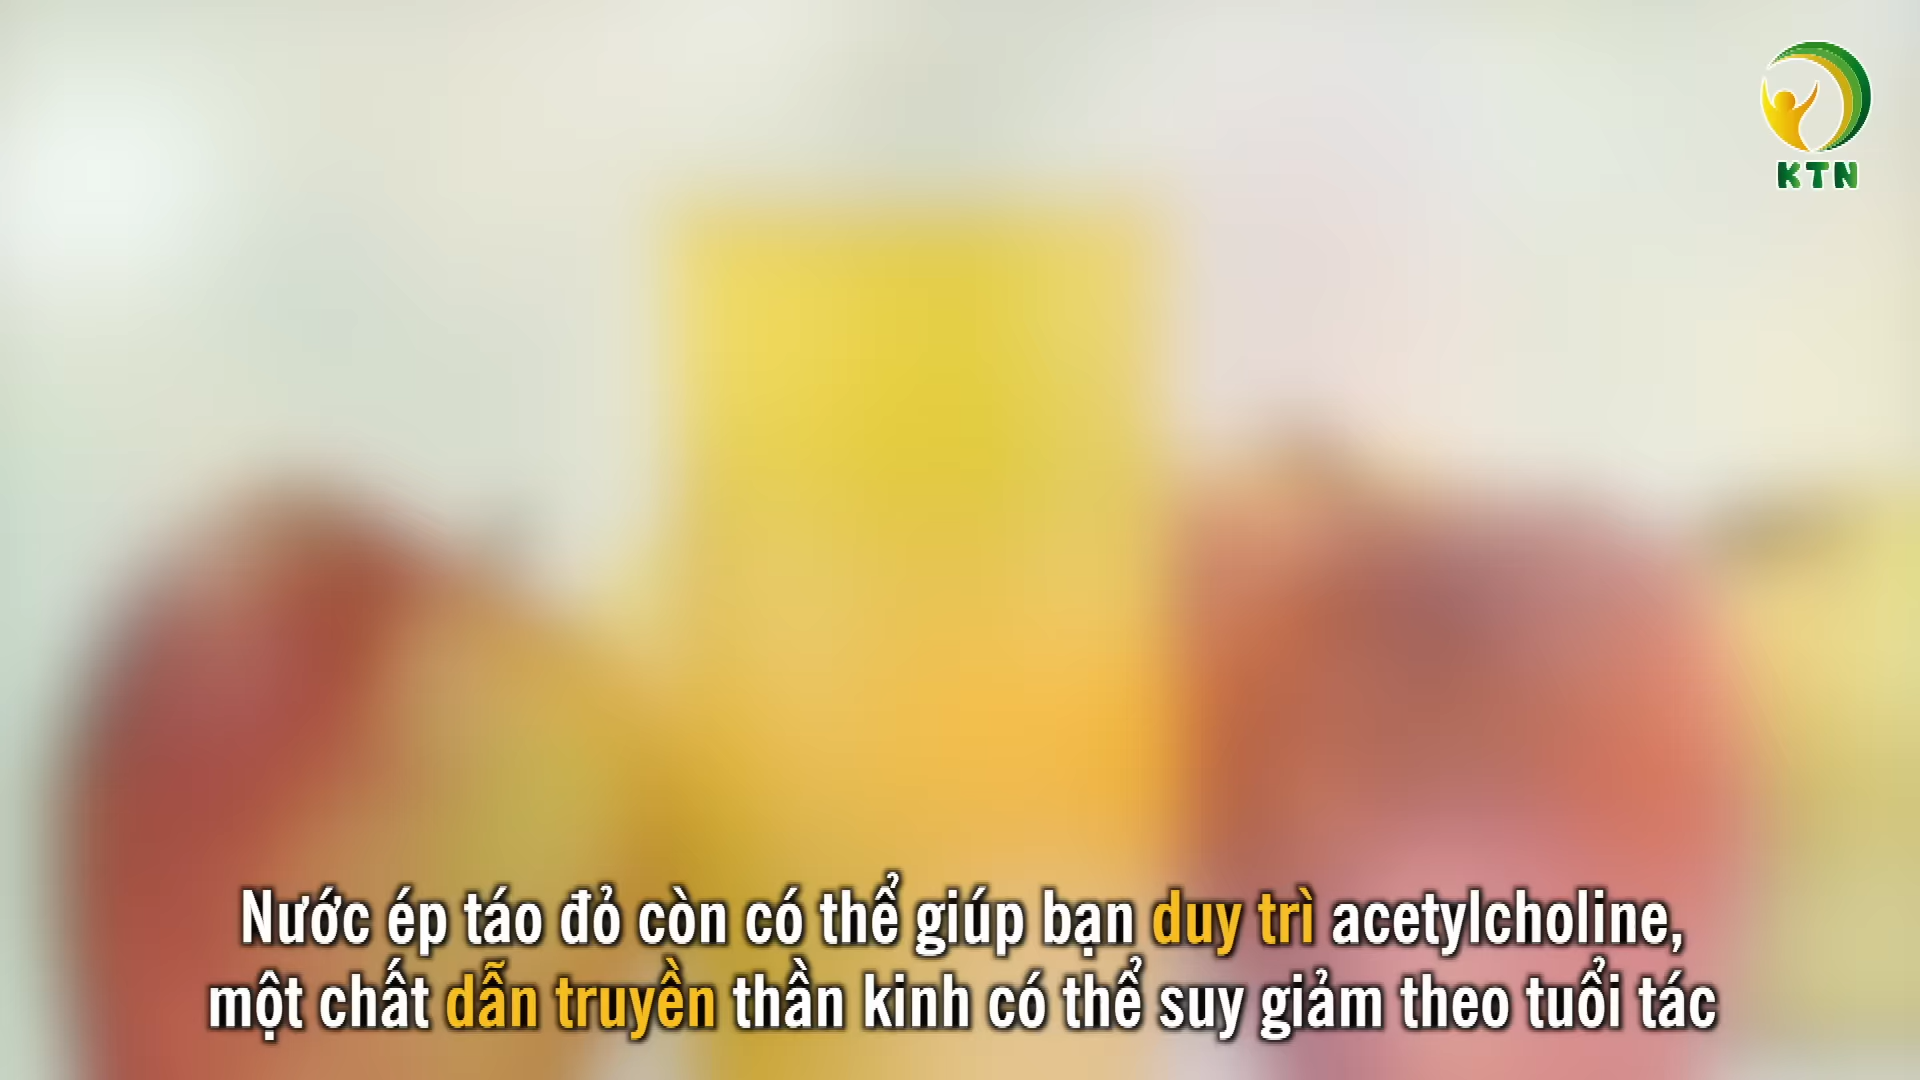 KTN
Nước ép táo đỏ còn có thể giúp bạn duy trì acetylcholine,
một chất dẫn truyền thần kinh có thể suy giảm theo tuổi tác